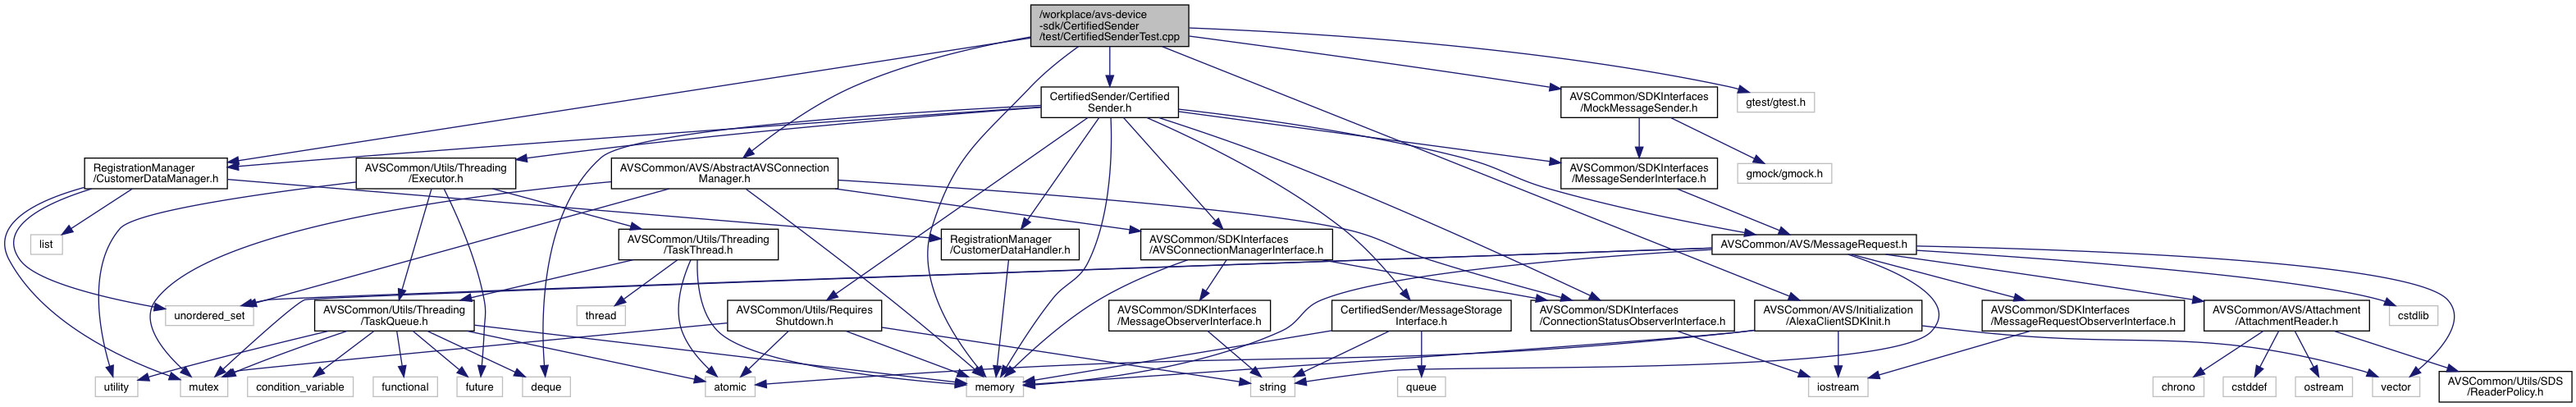 /workplace/avs-device
-sdk/CertifiedSender
/test/CertifiedSenderTest.cpp
CertifiedSender/Certified
Sender.h
AVSCommon/SDKInterfaces
/MockMessageSender.h
gtest/gtest.h
RegistrationManager
/CustomerDataManager.h
AVSCommon/Utils/Threading
/Executor.h
AVSCommon/AVS/AbstractAVSConnection
Manager.h
AVSCommon/SDKInterfaces
/MessageSenderInterface.h
gmock/gmock.h
list
AVSCommon/Utils/Threading
/TaskThread.h
RegistrationManager
/CustomerDataHandler.h
AVSCommon/SDKInterfaces
/AVSConnectionManagerInterface.h
AVSCommon/AVS/MessageRequest.h
unordered_set
AVSCommon/Utils/Threading
/TaskQueue.h
thread
AVSCommon/Utils/Requires
Shutdown.h
AVSCommon/SDKInterfaces
/MessageObserverInterface.h
CertifiedSender/MessageStorage
Interface.h
AVSCommon/SDKInterfaces
/ConnectionStatusObserverInterface.h
AVSCommon/AVS/Initialization
/AlexaClientSDKInit.h
AVSCommon/SDKInterfaces
/MessageRequestObserverInterface.h
AVSCommon/AVS/Attachment
/AttachmentReader.h
cstdlib
utility
mutex
condition_variable
functional
future
deque
atomic
memory
string
queue
iostream
chrono
cstddef
ostream
vector
AVSCommon/Utils/SDS
/ReaderPolicy.h